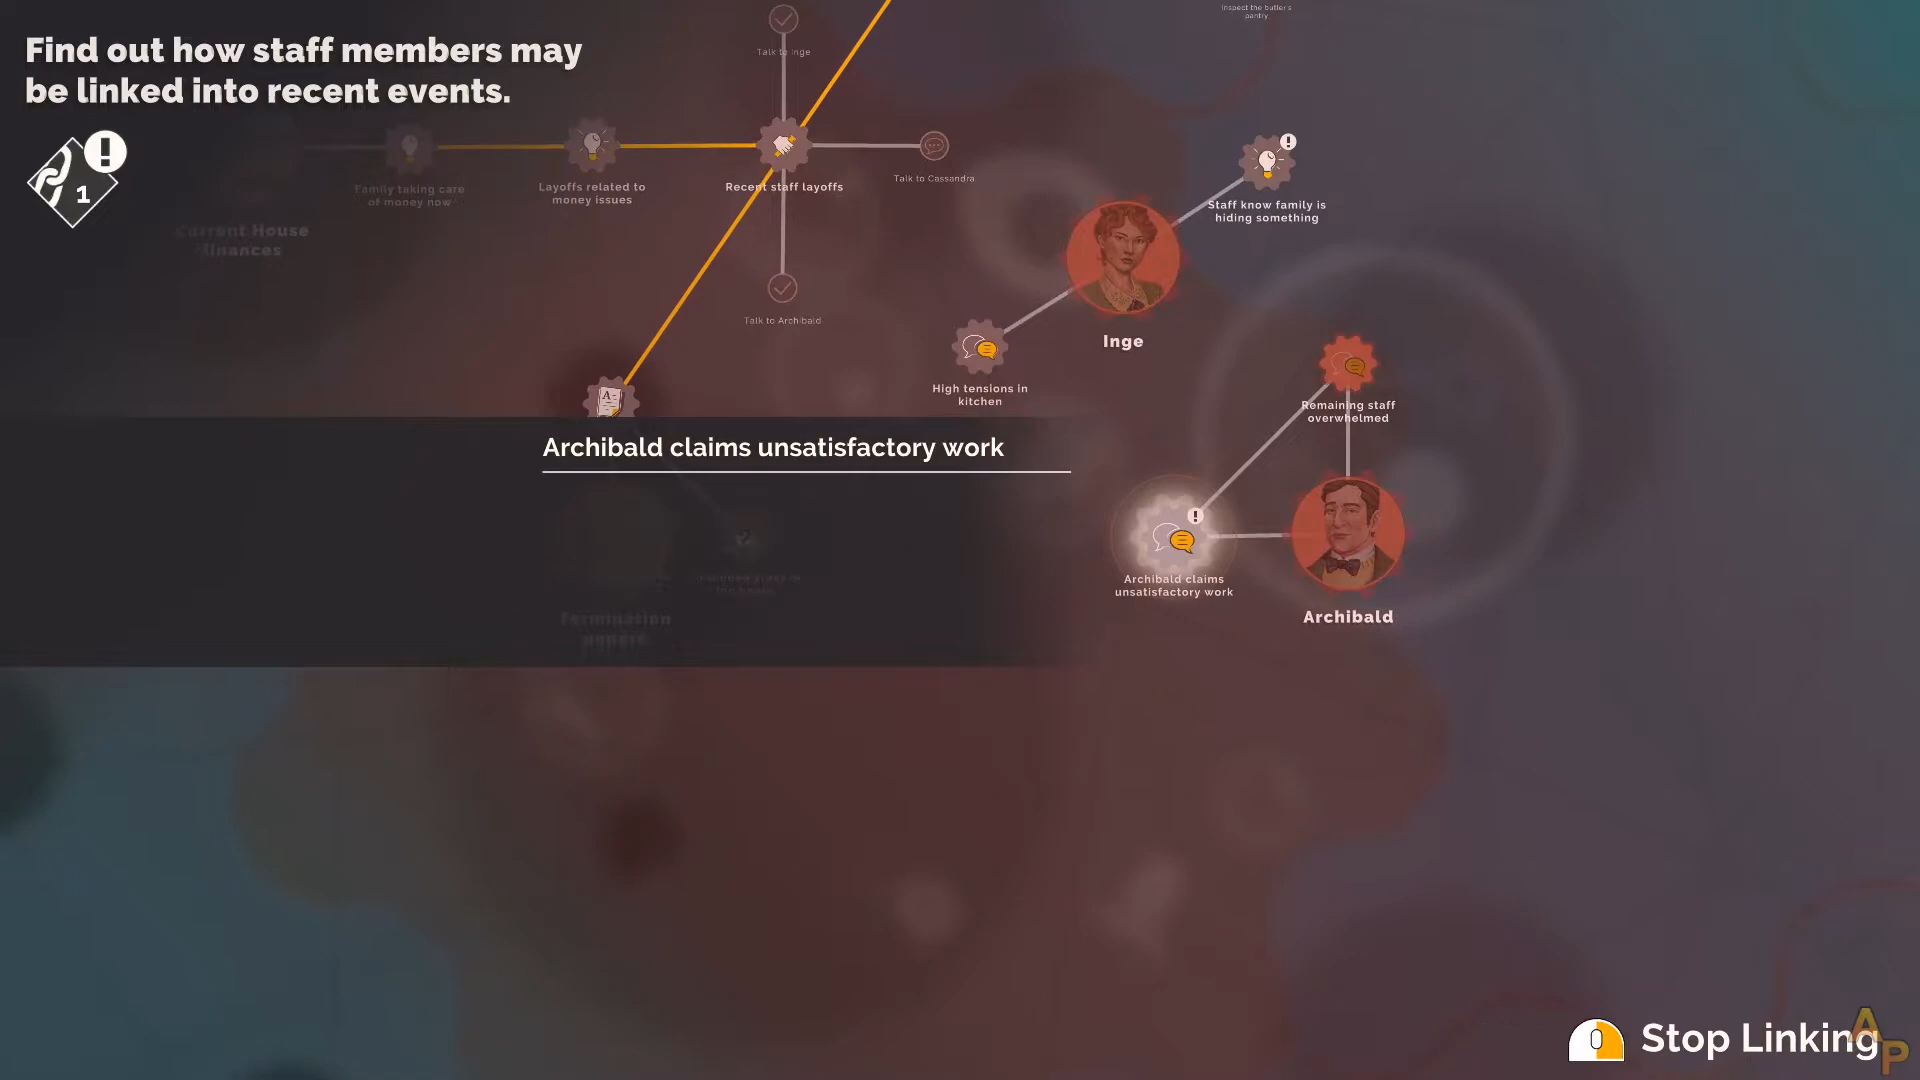 Inspect the butler's
pantry
Find out how staff members may
be linked into recent events.
Talk to Inge
1
Family taking care
of money now
Layoffs related to
money issues
Recent staff layoffs
Talk to Cassandra
Staff know family is
hiding something
Current House
Finances
Talk to Archibald
Inge
High tensions in
kitchen
Remaining staff
overwhelmed
Archibald claims unsatisfactory work
Archibald claims
unsatisfactory work
Archibald
Termination
papers
Stop Linking
AP